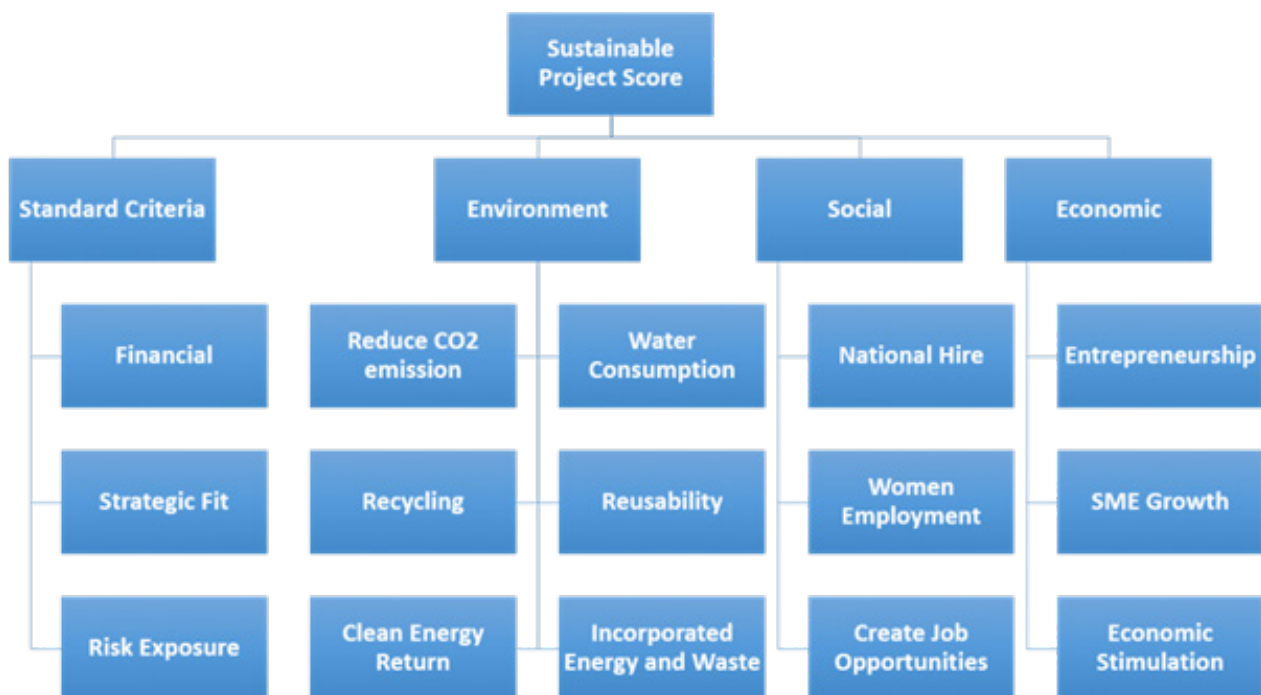 Sustainable
Project Score
Standard Criteria
Environment
Social
Economic
Financial
Reduce CO2
emission
Water
Consumption
National Hire
Entrepreneurship
Strategic Fit
Recycling
Reusability
Women
Employment
SME Growth
Risk Exposure
Clean Energy
Return
Incorporated
Energy and Waste
Create Job
Opportunities
Economic
Stimulation